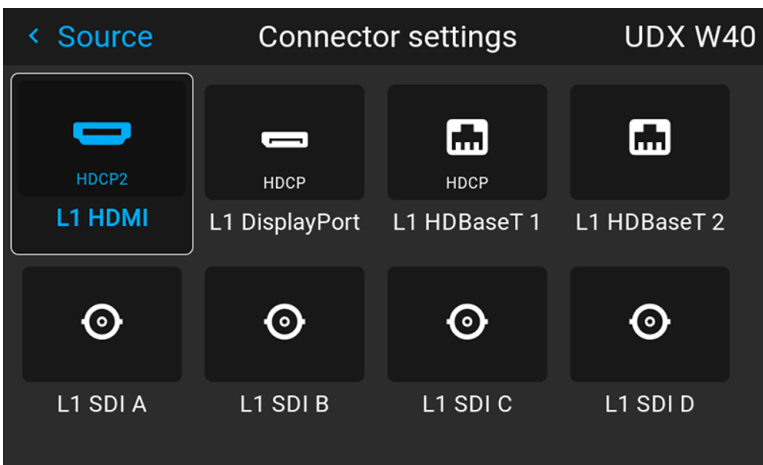 Source
Connector settings
UDX W40
HDCP2
HDCP
HDCP
L1 HDMI
L1 DisplayPort
L1 HDBaseT 1
L1 HDBaseT 2
L1 SDI A
L1 SDI B
L1 SDI C
L1 SDI D